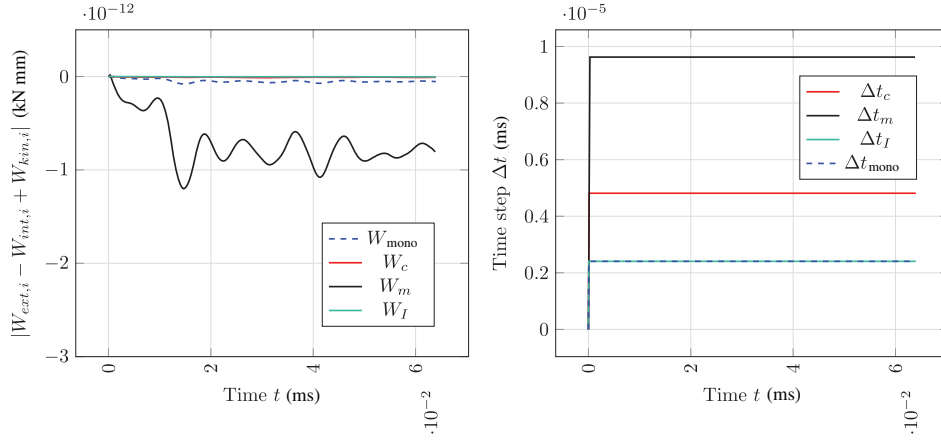 ·10⁻¹²
0
−1
−2
−3
|W_{ext,i} − W_{int,i} + W_{kin,i}| (kN mm)
W_mono
W_c
W_m
W_I
0 2 4 6
Time t (ms)
·10⁻²
·10⁻⁵
1
0.8
0.6
0.4
0.2
0
Time step Δt (ms)
Δt_c
Δt_m
Δt_I
Δt_mono
0 2 4 6
Time t (ms)
·10⁻²